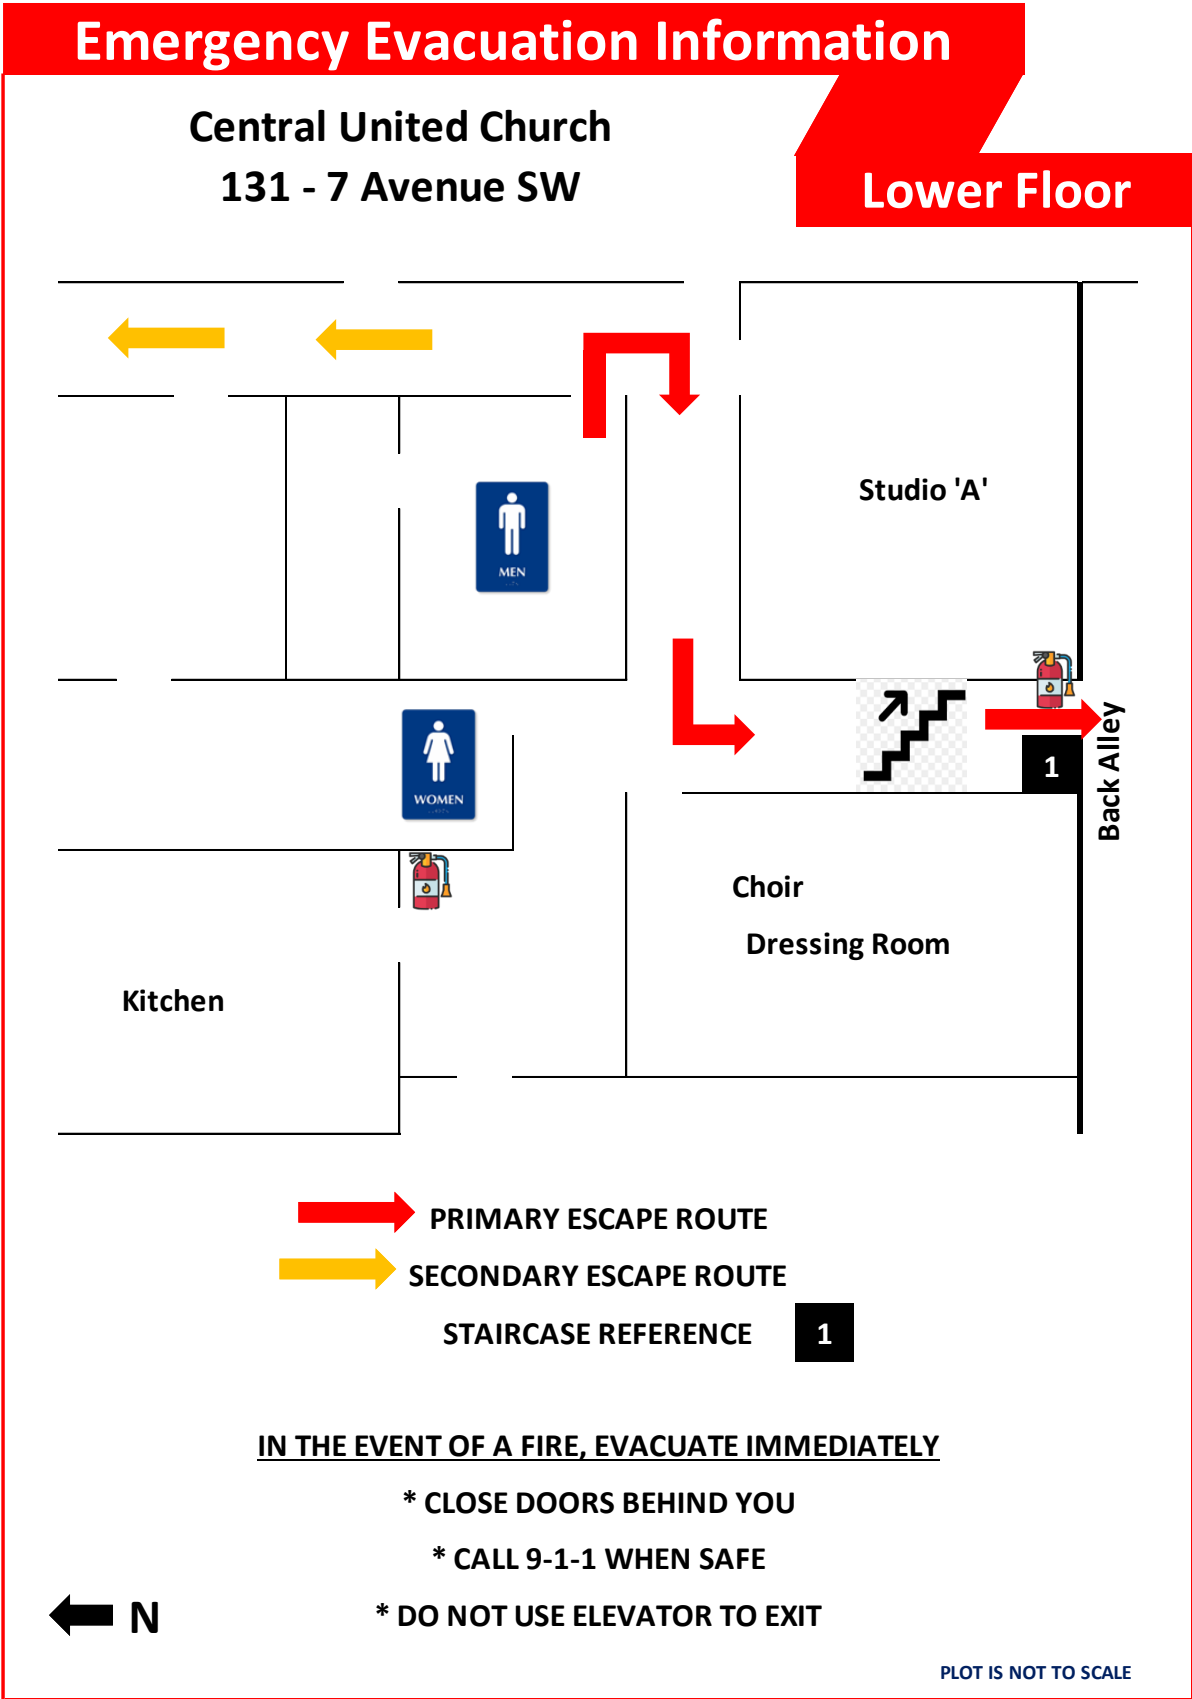 Emergency Evacuation Information
Central United Church
131 - 7 Avenue SW
Lower Floor
Studio 'A'
MEN
WOMEN
1
Back Alley
Choir
Dressing Room
Kitchen
PRIMARY ESCAPE ROUTE
SECONDARY ESCAPE ROUTE
STAIRCASE REFERENCE 1
IN THE EVENT OF A FIRE, EVACUATE IMMEDIATELY
* CLOSE DOORS BEHIND YOU
* CALL 9-1-1 WHEN SAFE
* DO NOT USE ELEVATOR TO EXIT
N
PLOT IS NOT TO SCALE